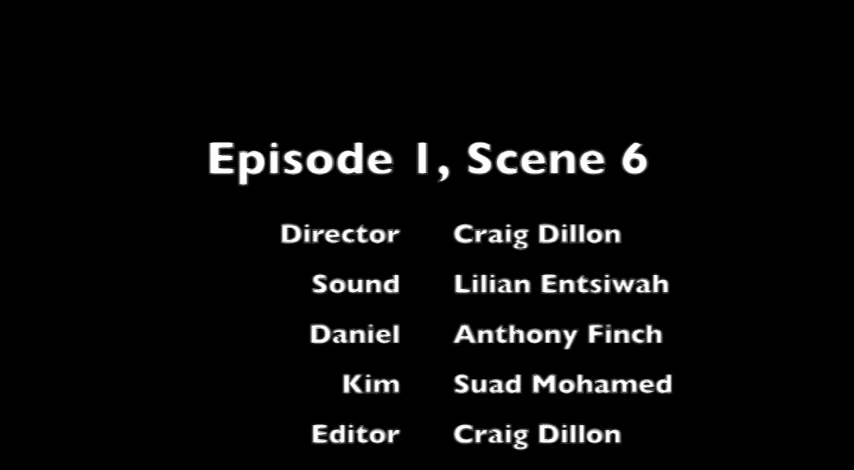 Episode 1, Scene 6
Director Craig Dillon
Sound Lilian Entsiwah
Daniel Anthony Finch
Kim Suad Mohamed
Editor Craig Dillon